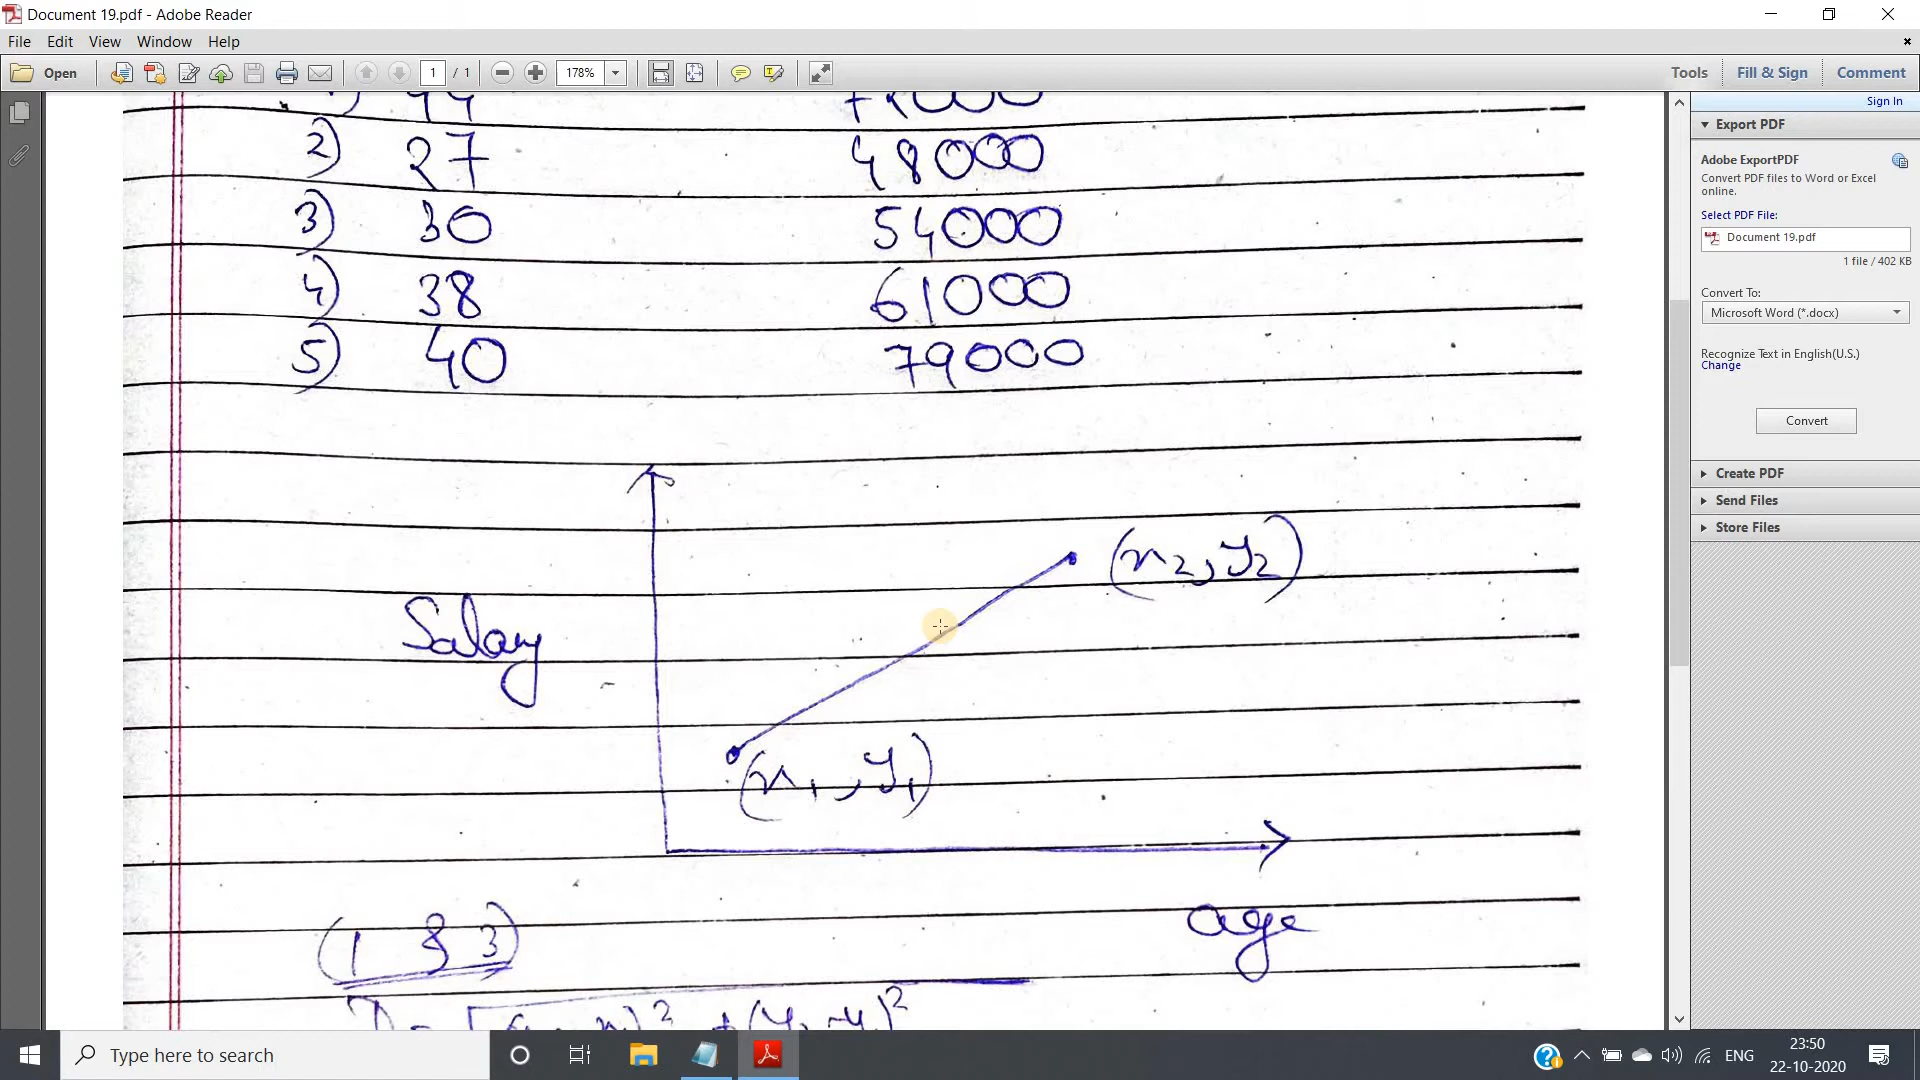 Document 19.pdf - Adobe Reader
File Edit View Window Help
Open 1 / 1 178% Tools Fill & Sign Comment
Sign In
Export PDF
Adobe ExportPDF
Convert PDF files to Word or Excel
online.
Select PDF File:
Document 19.pdf
1 file / 402 KB
Convert To:
Microsoft Word (*.docx)
Recognize Text in English(U.S.)
Change
Convert
Create PDF
Send Files
Store Files
2) 27 48000
3) 30 54000
4) 38 61000
5) 40 79000
(x2, y2)
Salary
(x1, y1)
age
(1 & 3)
Type here to search
ENG
23:50
22-10-2020